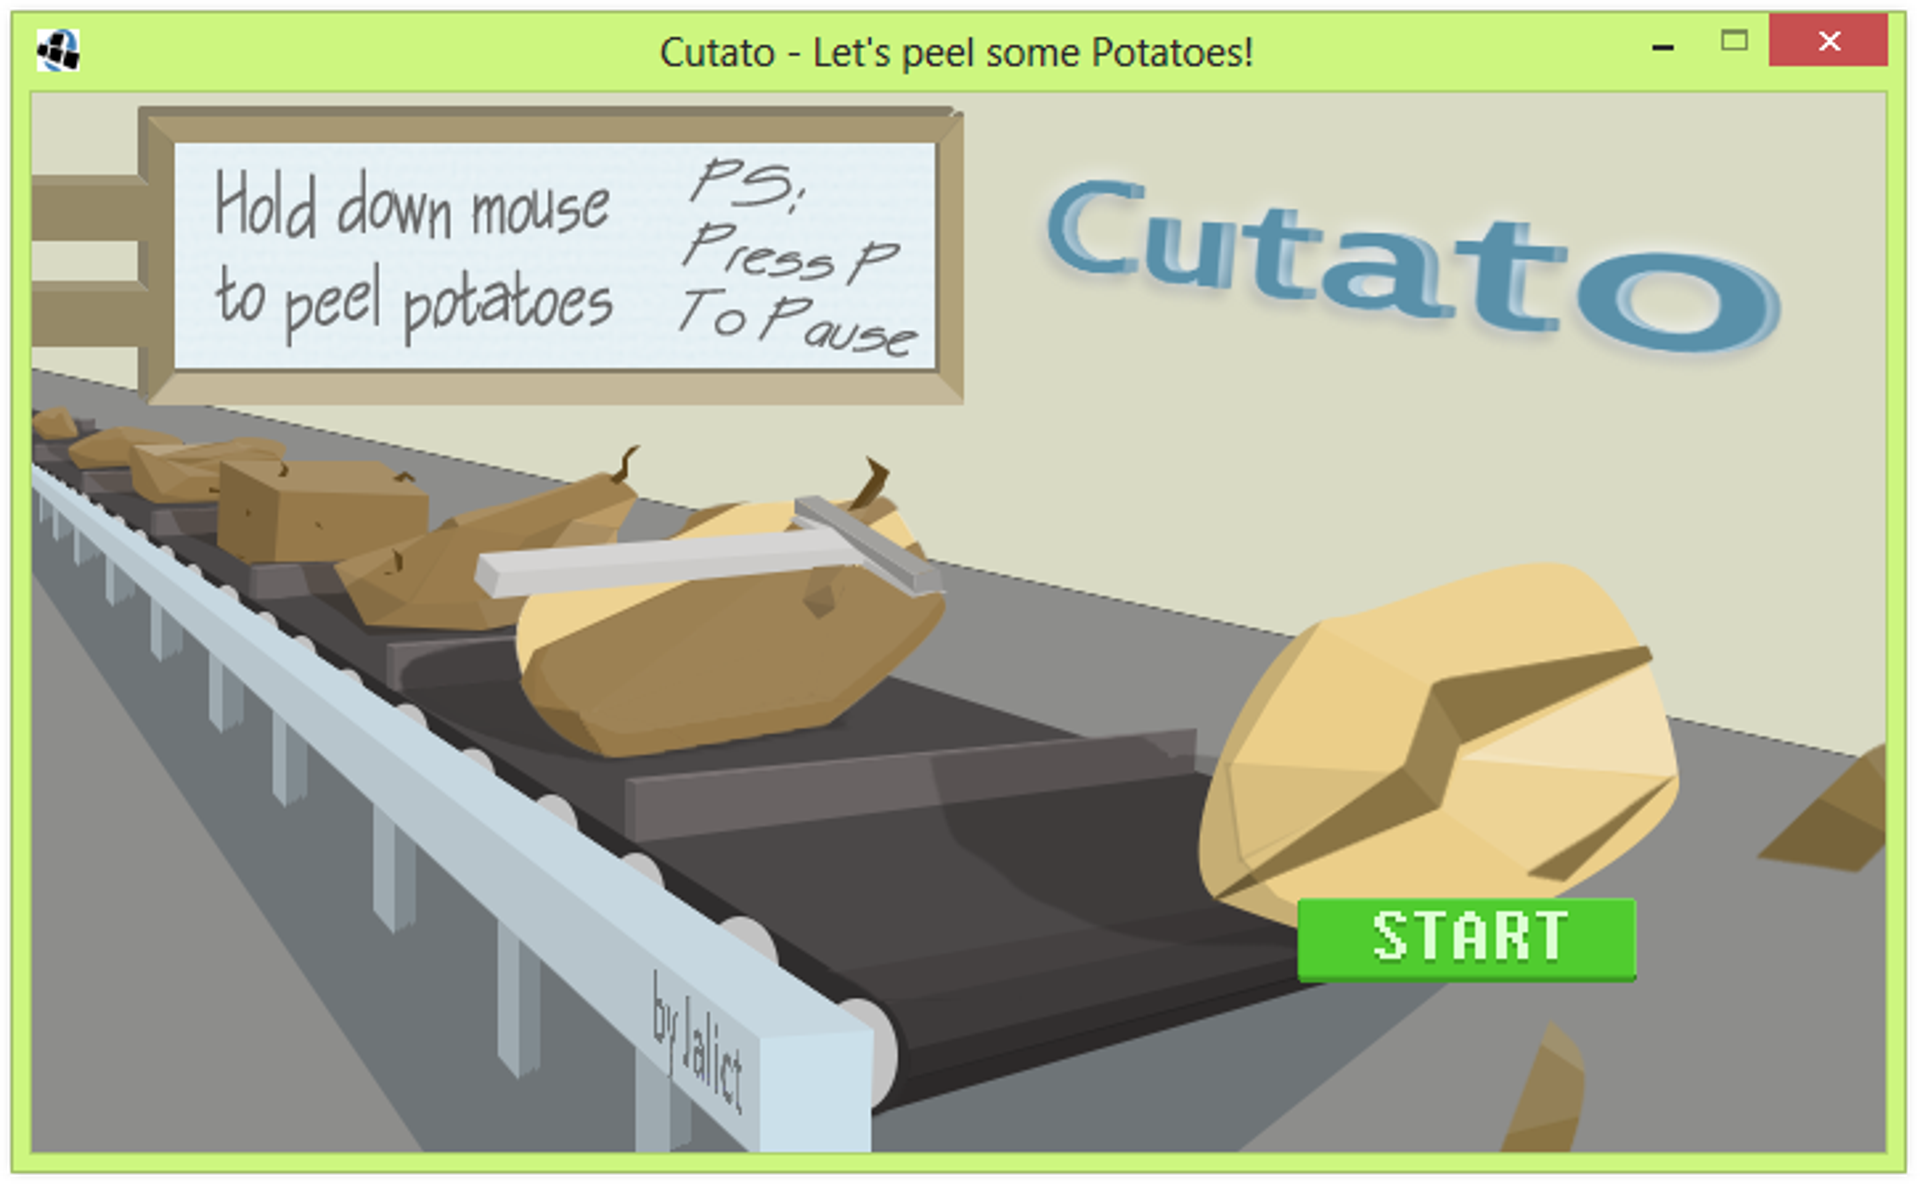 Cutato - Let's peel some Potatoes!
Hold down mouse
to peel potatoes
PS;
Press P
To Pause
Cutato
START
by Jalict